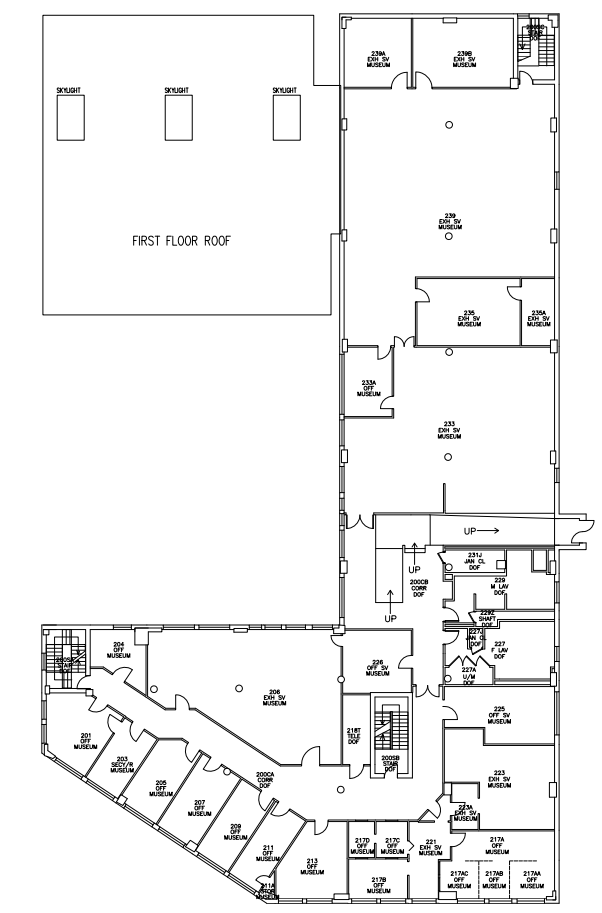 200SC
STAIR
DOF
239A
EXH SV
MUSEUM
239B
EXH SV
MUSEUM
SKYLIGHT
SKYLIGHT
SKYLIGHT
239
EXH SV
MUSEUM
FIRST FLOOR ROOF
235
EXH SV
MUSEUM
235A
EXH SV
MUSEUM
233A
OFF
MUSEUM
233
EXH SV
MUSEUM
UP
231J
JAN CL
DOF
UP
200CB
CORR
DOF
229
M LAV
DOF
UP
229Z
SHAFT
DOF
227J
JAN CL
DOF
227
F LAV
DOF
204
OFF
MUSEUM
200SA
STAIR
DOF
226
OFF SV
MUSEUM
227A
U/M
DOF
206
EXH SV
MUSEUM
225
OFF SV
MUSEUM
218T
TELE
DOF
201
OFF
MUSEUM
200SB
STAIR
DOF
203
SECY/R
MUSEUM
200CA
CORR
DOF
223
EXH SV
MUSEUM
205
OFF
MUSEUM
207
OFF
MUSEUM
223A
EXH SV
MUSEUM
209
OFF
MUSEUM
211
OFF
MUSEUM
213
OFF
MUSEUM
217D
OFF
MUSEUM
217C
OFF
MUSEUM
221
EXH SV
MUSEUM
217A
OFF
MUSEUM
217B
OFF
MUSEUM
217AC
OFF
MUSEUM
217AB
OFF
MUSEUM
217AA
OFF
MUSEUM
211A
STOR
MUSEUM